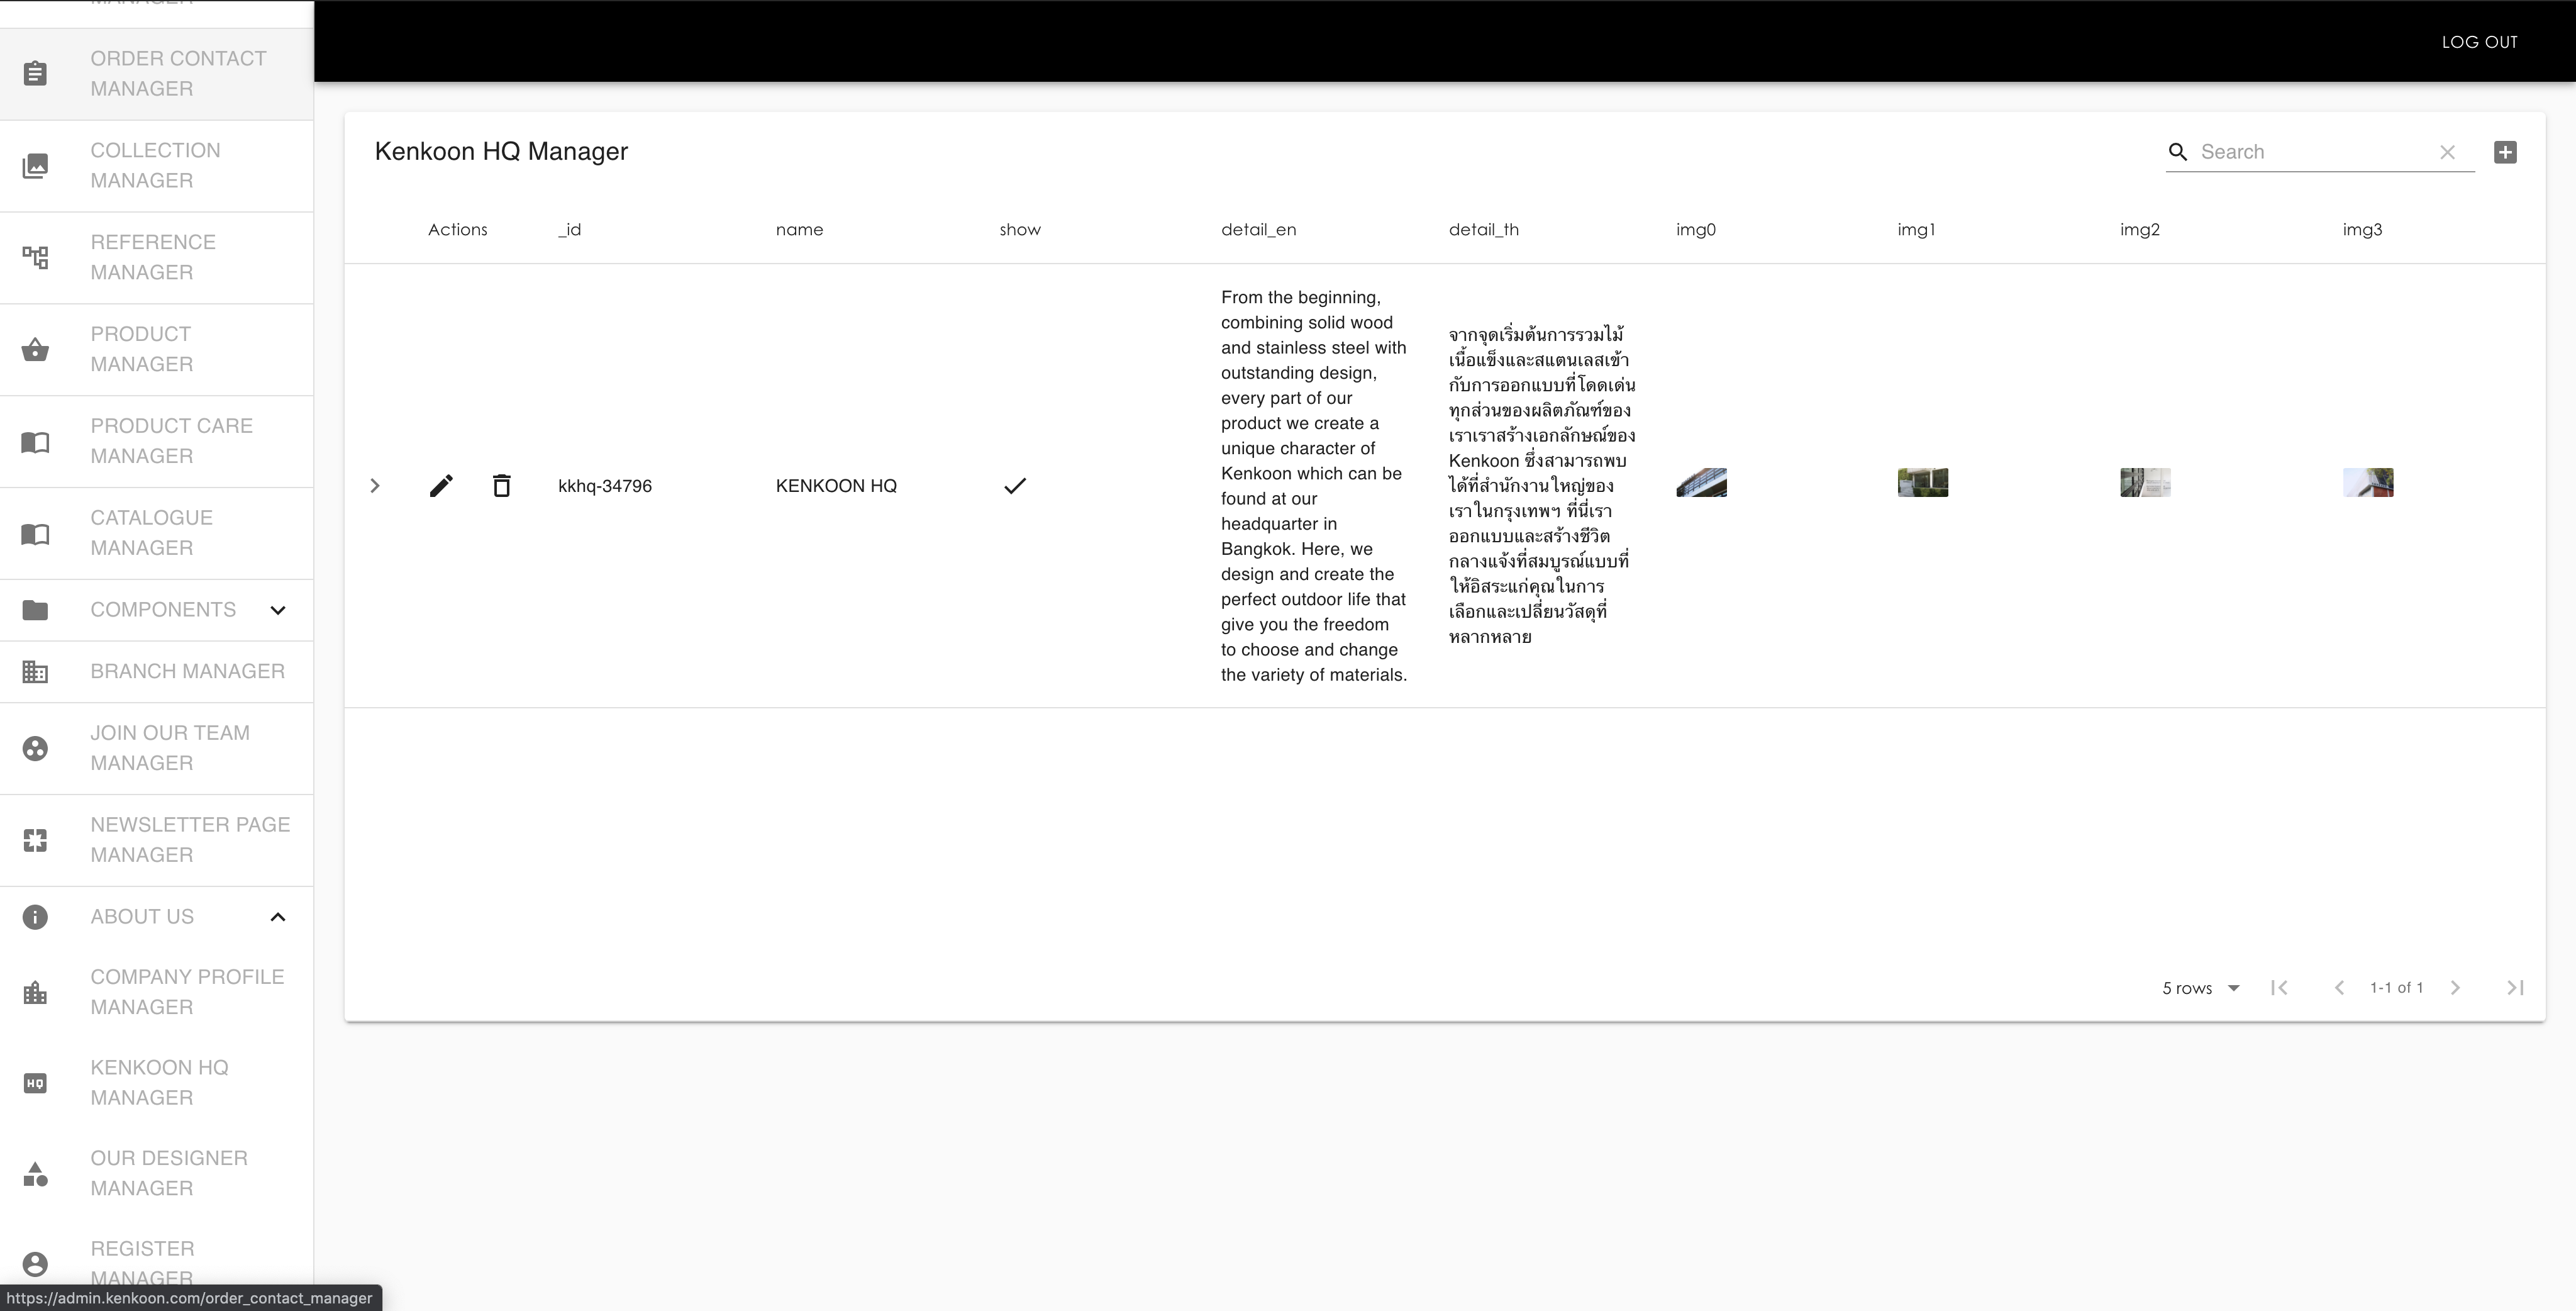 MANAGER
ORDER CONTACT
MANAGER
COLLECTION
MANAGER
REFERENCE
MANAGER
PRODUCT
MANAGER
PRODUCT CARE
MANAGER
CATALOGUE
MANAGER
COMPONENTS
BRANCH MANAGER
JOIN OUR TEAM
MANAGER
NEWSLETTER PAGE
MANAGER
ABOUT US
COMPANY PROFILE
MANAGER
HQ
KENKOON HQ
MANAGER
OUR DESIGNER
MANAGER
REGISTER
MANAGER
https://admin.kenkoon.com/order_contact_manager
LOG OUT
Kenkoon HQ Manager
Search
Actions _id name show detail_en detail_th img0 img1 img2 img3
kkhq-34796
KENKOON HQ
From the beginning,
combining solid wood
and stainless steel with
outstanding design,
every part of our
product we create a
unique character of
Kenkoon which can be
found at our
headquarter in
Bangkok. Here, we
design and create the
perfect outdoor life that
give you the freedom
to choose and change
the variety of materials.
จากจุดเริ่มต้นการรวมไม้
เนื้อแข็งและสแตนเลสเข้า
กับการออกแบบที่โดดเด่น
ทุกส่วนของผลิตภัณฑ์ของ
เราเราสร้างเอกลักษณ์ของ
Kenkoon ซึ่งสามารถพบ
ได้ที่สำนักงานใหญ่ของ
เราในกรุงเทพฯ ที่นี่เรา
ออกแบบและสร้างชีวิต
กลางแจ้งที่สมบูรณ์แบบที่
ให้อิสระแก่คุณในการ
เลือกและเปลี่ยนวัสดุที่
หลากหลาย
5 rows
1-1 of 1